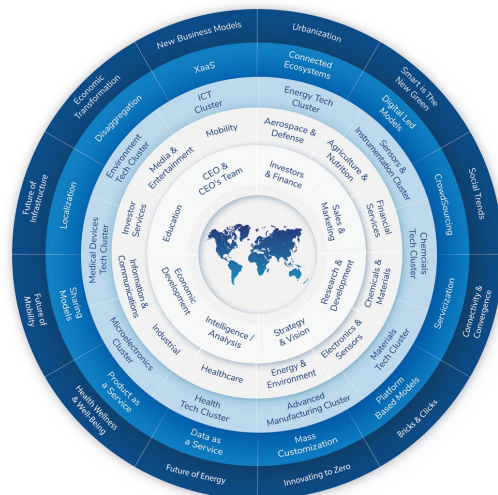 New Business Models
Urbanization
Smart is The
New Green
Social Trends
Connectivity &
Convergence
Bricks & Clicks
Innovating to Zero
Future of Energy
Health Wellness
& Well-Being
Future of
Mobility
Future of
Infrastructure
Economic
Transformation
XaaS
Connected
Ecosystems
Digital Led
Models
CrowdSourcing
Servicization
Platform
Based Models
Mass
Customization
Data as
a Service
Product as
a Service
Sharing
Models
Localization
Disaggregation
ICT
Cluster
Energy Tech
Cluster
Sensors &
Instrumentation Cluster
Chemcials
Tech Cluster
Materials
Tech Cluster
Advanced
Manufacturing Cluster
Health
Tech Cluster
Microelectronics
Cluster
Medical Devices
Tech Cluster
Environment
Tech Cluster
Mobility
Aerospace &
Defense
Agriculture &
Nutrition
Financial
Services
Chemicals &
Materials
Electronics &
Sensors
Energy &
Environment
Healthcare
Industrial
Information &
Communications
Investor
Services
Media &
Entertainment
CEO &
CEO's Team
Investors
& Finance
Sales &
Marketing
Research &
Development
Strategy
& Vision
Intelligence /
Analysis
Economic
Development
Education